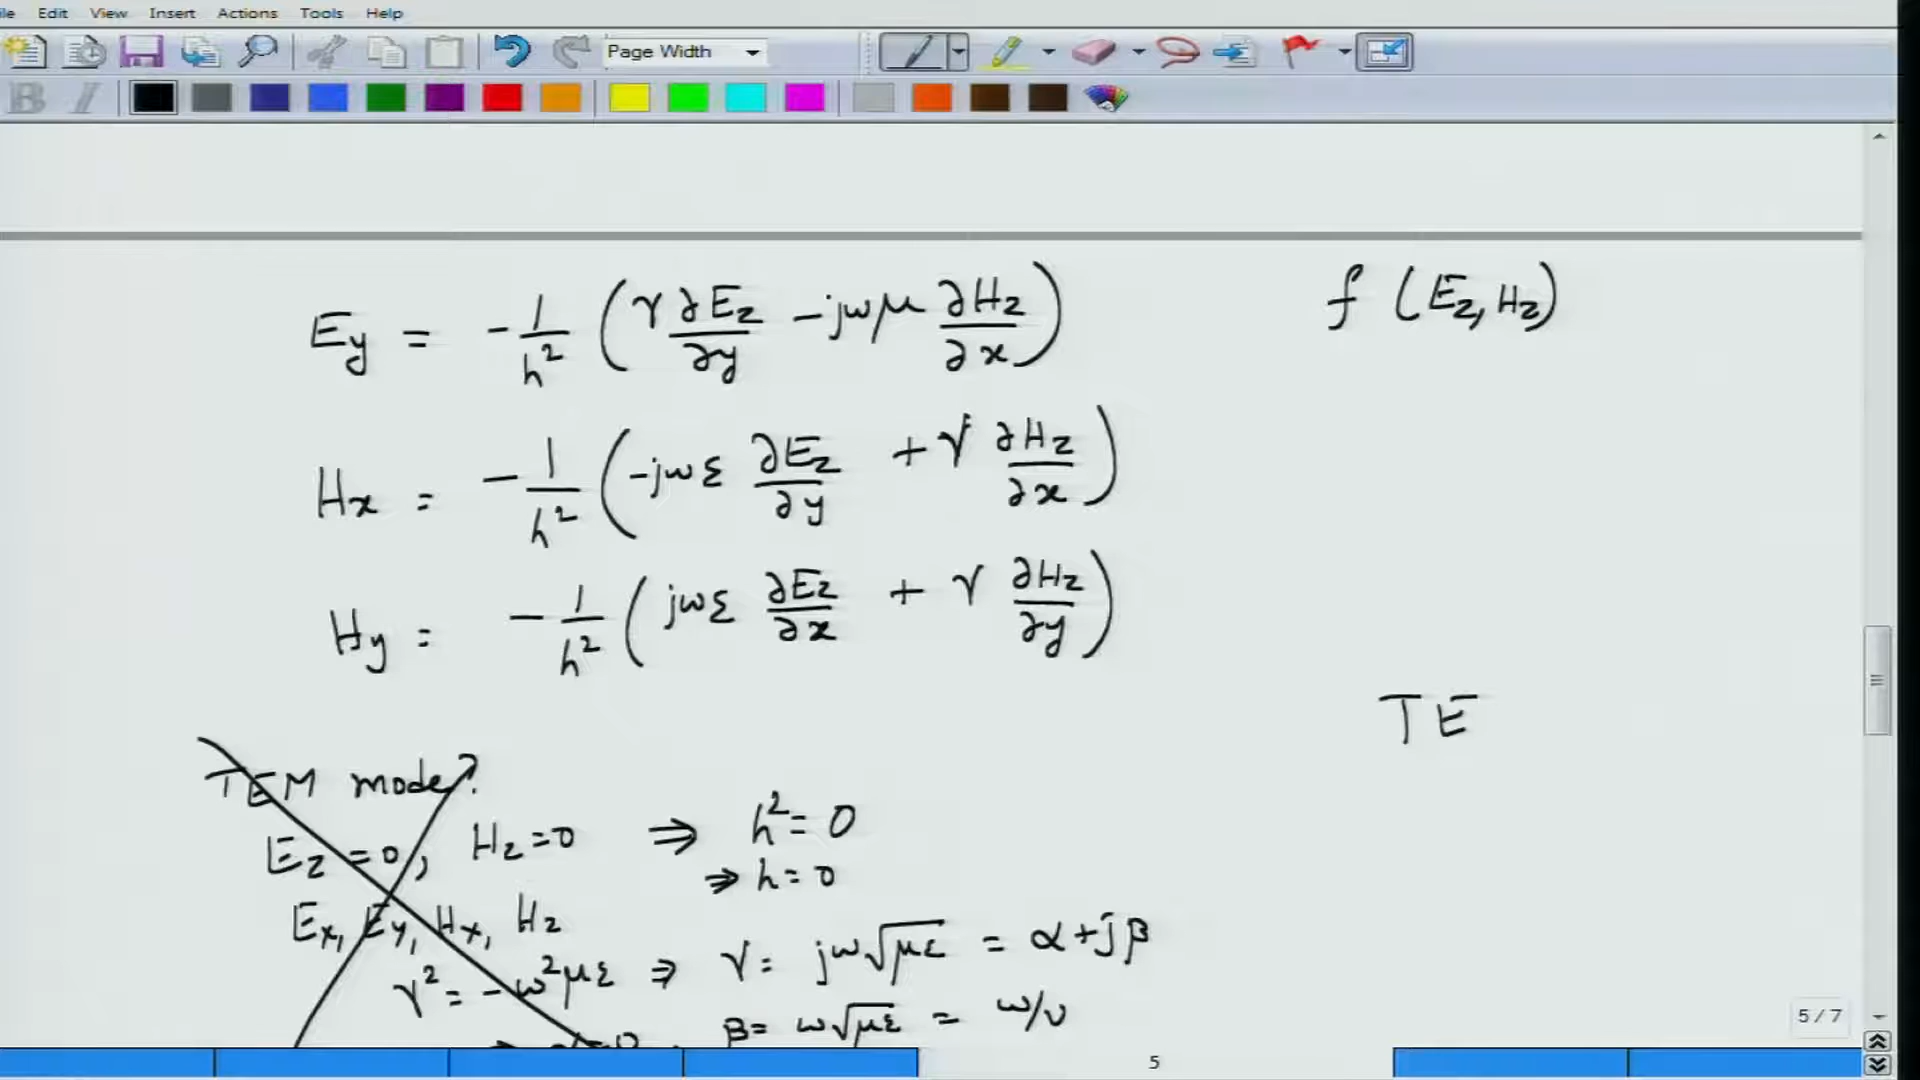 ile Edit View Insert Actions Tools Help
Page Width
B I
Ey = -1/h² (γ ∂Ez/∂y - jωμ ∂Hz/∂x)
f (Ez, Hz)
Hx = -1/h² (-jωε ∂Ez/∂y + γ ∂Hz/∂x)
Hy = -1/h² (jωε ∂Ez/∂x + γ ∂Hz/∂y)
TE
TEM mode?
Ez = 0, Hz = 0 ⇒ h² = 0
⇒ h = 0
Ex, Ey, Hx, Hz
γ² = -ω²με ⇒ γ = jω√με = α + jβ
β = ω√με = ω/υ
5 / 7
5